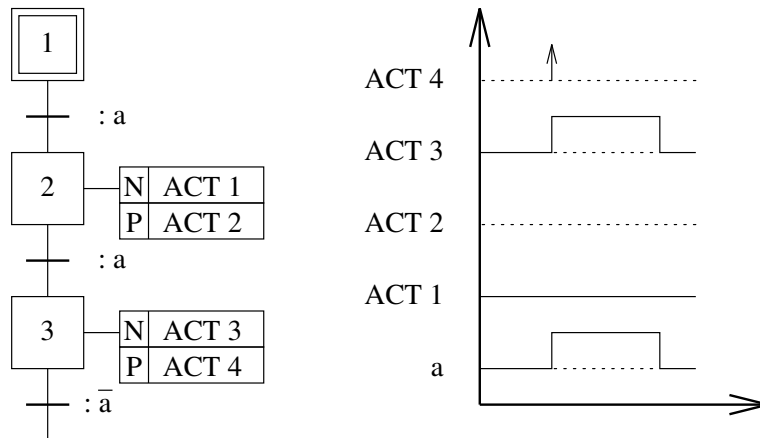 1
: a
2
N ACT 1
P ACT 2
: a
3
N ACT 3
P ACT 4
: a̅
ACT 4
ACT 3
ACT 2
ACT 1
a